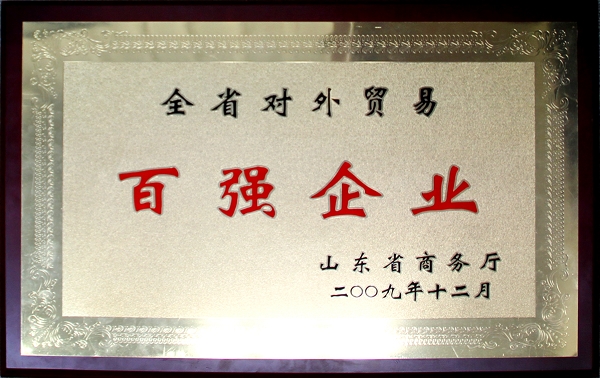 全省对外贸易
百强企业
山东省商务厅
二〇〇九年十二月